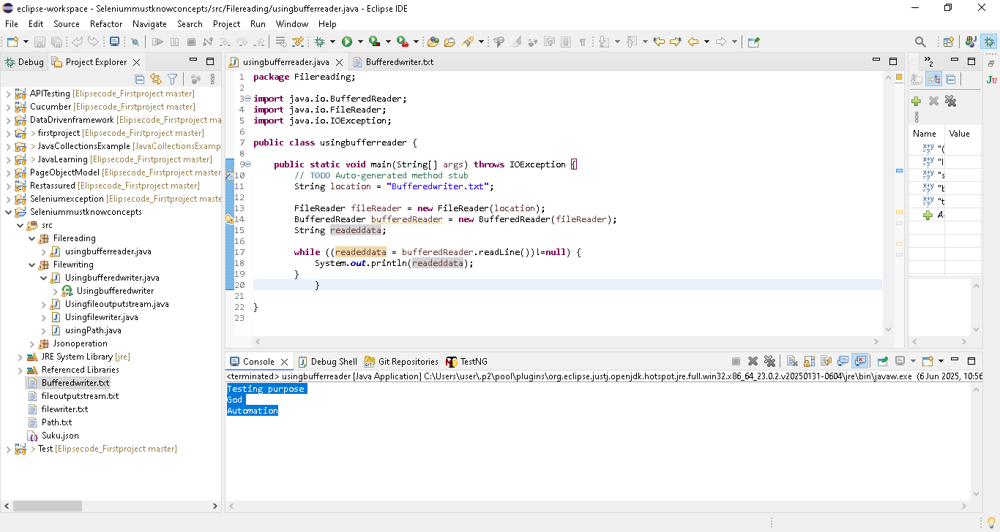 eclipse-workspace - Seleniummustknowconcepts/src/Filereading/usingbufferreader.java - Eclipse IDE
File Edit Source Refactor Navigate Search Project Run Window Help
Debug Project Explorer
APITesting [Elipsecode_Firstproject master]
Cucumber [Elipsecode_Firstproject master]
DataDrivenframework [Elipsecode_Firstproject ma
> firstproject [Elipsecode_Firstproject master]
> JavaCollectionsExample [JavaCollectionsExamp
> JavaLearning [Elipsecode_Firstproject master]
PageObjectModel [Elipsecode_Firstproject master
Restassured [Elipsecode_Firstproject master]
Seleniumexception [Elipsecode_Firstproject maste
Seleniummustknowconcepts
src
Filereading
usingbufferreader.java
Filewriting
Usingbufferedwriter.java
Usingbufferedwriter
Usingfileoutputstream.java
Usingfilewriter.java
usingPath.java
Jsonoperation
JRE System Library [jre]
Referenced Libraries
Bufferedwriter.txt
fileoutputstream.txt
filewriter.txt
Path.txt
Suku.json
> Test [Elipsecode_Firstproject master]
usingbufferreader.java Bufferedwriter.txt
1 package Filereading;
2
3 import java.io.BufferedReader;
4 import java.io.FileReader;
5 import java.io.IOException;
6
7 public class usingbufferreader {
8
9 public static void main(String[] args) throws IOException {
10 // TODO Auto-generated method stub
11 String location = "Bufferedwriter.txt";
12
13 FileReader fileReader = new FileReader(location);
14 BufferedReader bufferedReader = new BufferedReader(fileReader);
15 String readeddata;
16
17 while ((readeddata = bufferedReader.readLine())!=null) {
18 System.out.println(readeddata);
19 }
20 }
21
22 }
23
2
Ju
Name Value
x+y =? "(
x+y =? "l
x+y =? "s
x+y =? "b
x+y =? "t
A
Console Debug Shell Git Repositories TestNG
<terminated> usingbufferreader [Java Application] C:\Users\user\.p2\pool\plugins\org.eclipse.justj.openjdk.hotspot.jre.full.win32.x86_64_23.0.2.v20250131-0604\jre\bin\javaw.exe (6 Jun 2025, 10:56
Testing purpose
God
Automation